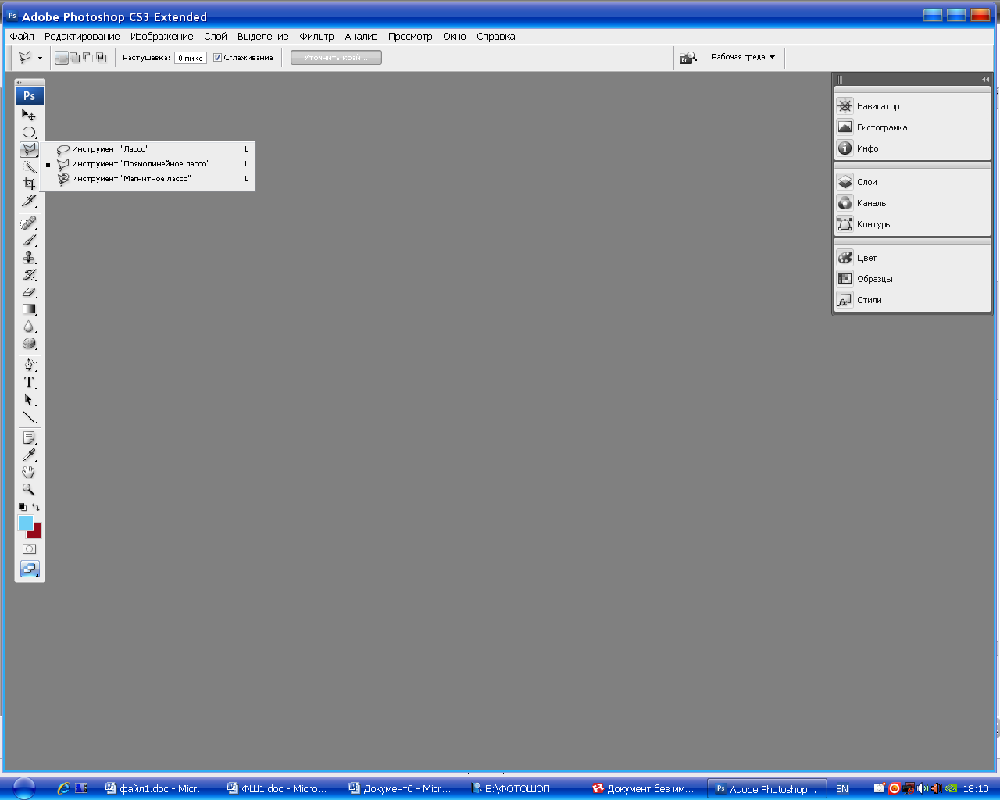 Ps Adobe Photoshop CS3 Extended
Файл Редактирование Изображение Слой Выделение Фильтр Анализ Просмотр Окно Справка
Растушевка: 0 пикс Сглаживание Уточнить край... Br Рабочая среда
Ps
Инструмент "Лассо" L
Инструмент "Прямолинейное лассо" L
Инструмент "Магнитное лассо" L
T
Навигатор
Гистограмма
Инфо
Слои
Каналы
Контуры
Цвет
Образцы
Стили
файл1.doc - Micr... ФШ1.doc - Micro... Документ6 - Micr... E:\ФОТОШОП Документ без им... Ps Adobe Photoshop... EN 18:10